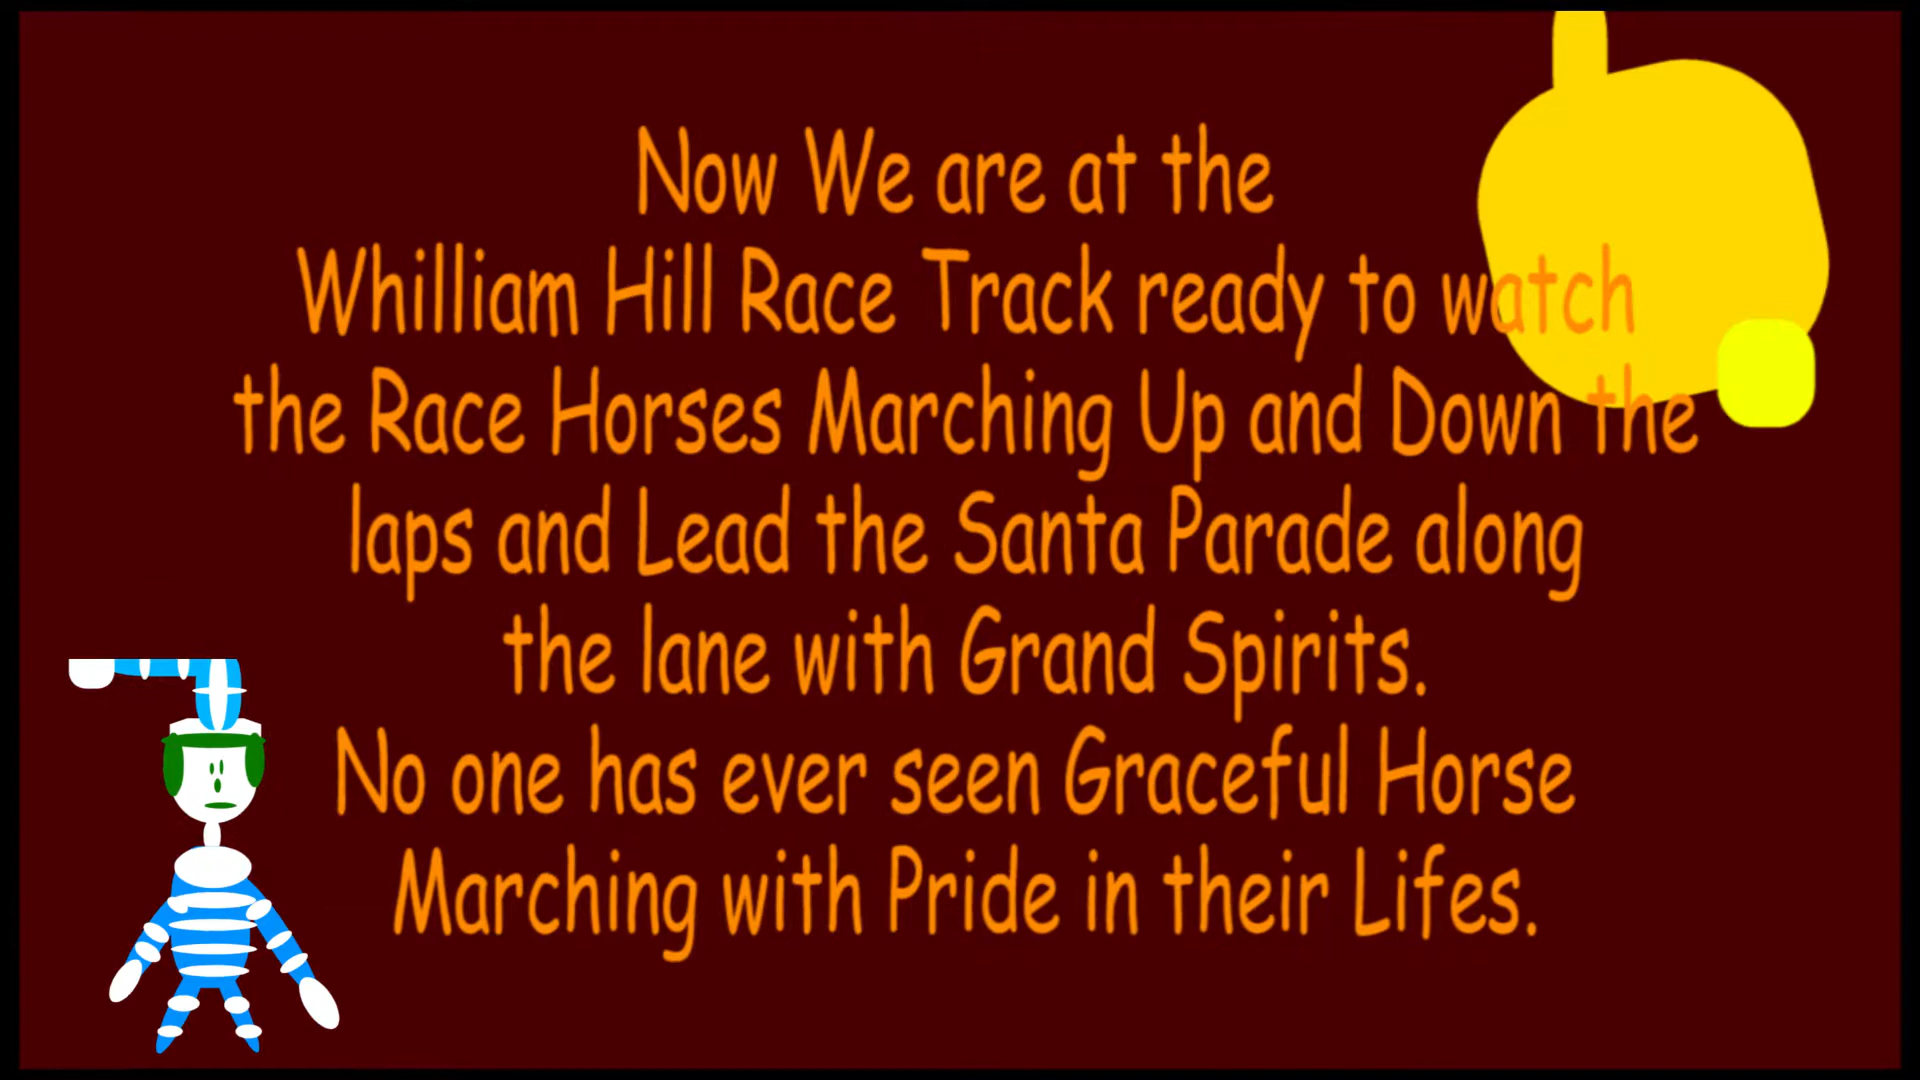 Now We are at the
Whilliam Hill Race Track ready to watch
the Race Horses Marching Up and Down the
laps and Lead the Santa Parade along
the lane with Grand Spirits.
No one has ever seen Graceful Horse
Marching with Pride in their Lifes.